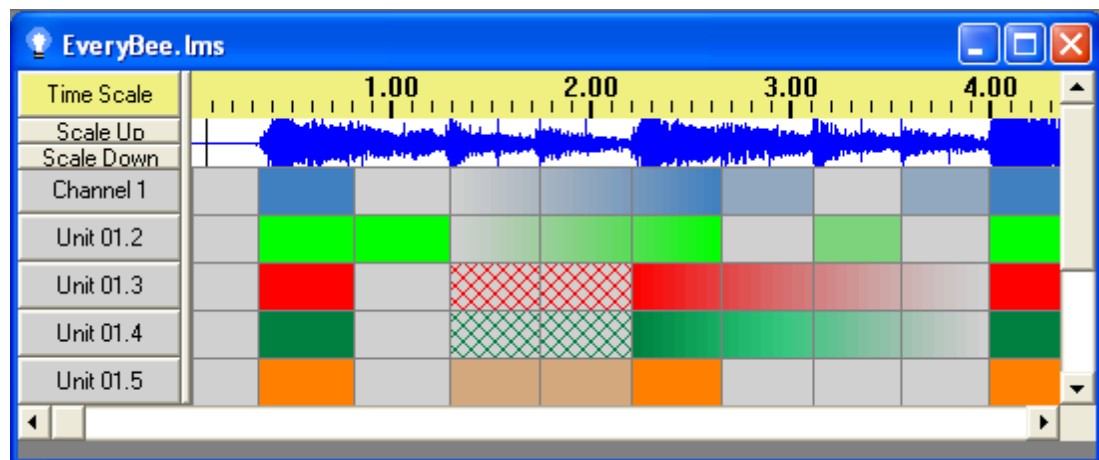 EveryBee.lms
Time Scale 1.00 2.00 3.00 4.00
Scale Up
Scale Down
Channel 1
Unit 01.2
Unit 01.3
Unit 01.4
Unit 01.5